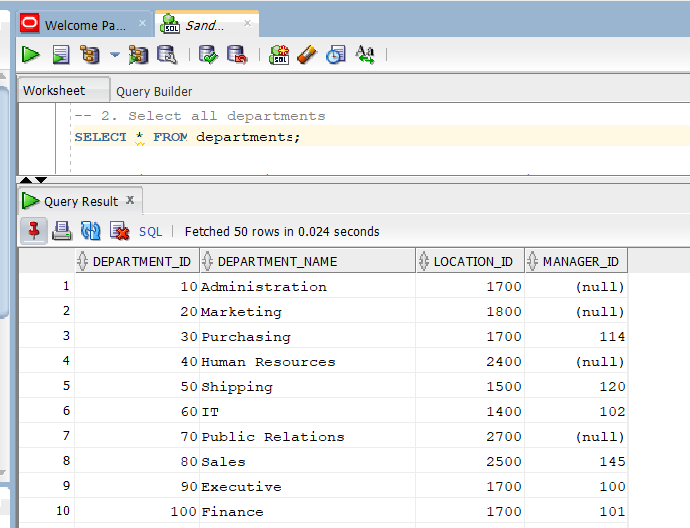 Welcome Pa... Sand...
Worksheet Query Builder
-- 2. Select all departments
SELECT * FROM departments;
Query Result
SQL Fetched 50 rows in 0.024 seconds
DEPARTMENT_ID DEPARTMENT_NAME LOCATION_ID MANAGER_ID
1 10 Administration 1700 (null)
2 20 Marketing 1800 (null)
3 30 Purchasing 1700 114
4 40 Human Resources 2400 (null)
5 50 Shipping 1500 120
6 60 IT 1400 102
7 70 Public Relations 2700 (null)
8 80 Sales 2500 145
9 90 Executive 1700 100
10 100 Finance 1700 101